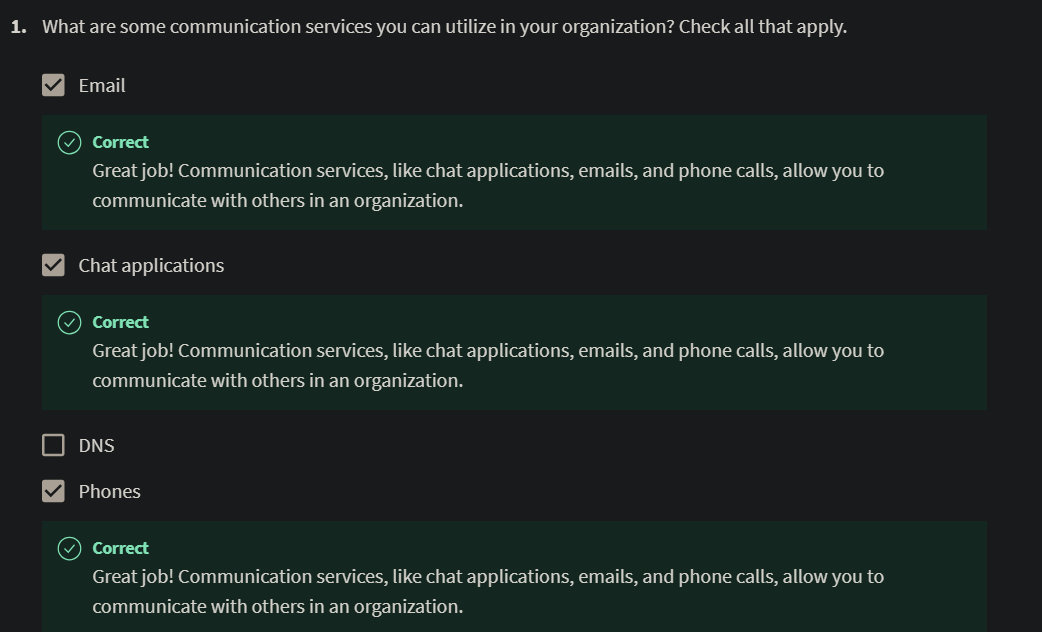 1. What are some communication services you can utilize in your organization? Check all that apply.
Email
Correct
Great job! Communication services, like chat applications, emails, and phone calls, allow you to
communicate with others in an organization.
Chat applications
Correct
Great job! Communication services, like chat applications, emails, and phone calls, allow you to
communicate with others in an organization.
DNS
Phones
Correct
Great job! Communication services, like chat applications, emails, and phone calls, allow you to
communicate with others in an organization.